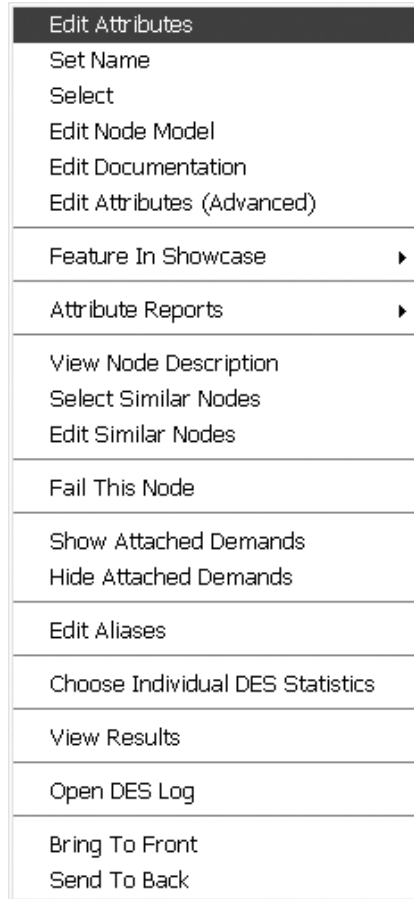 Edit Attributes
Set Name
Select
Edit Node Model
Edit Documentation
Edit Attributes (Advanced)
Feature In Showcase
Attribute Reports
View Node Description
Select Similar Nodes
Edit Similar Nodes
Fail This Node
Show Attached Demands
Hide Attached Demands
Edit Aliases
Choose Individual DES Statistics
View Results
Open DES Log
Bring To Front
Send To Back